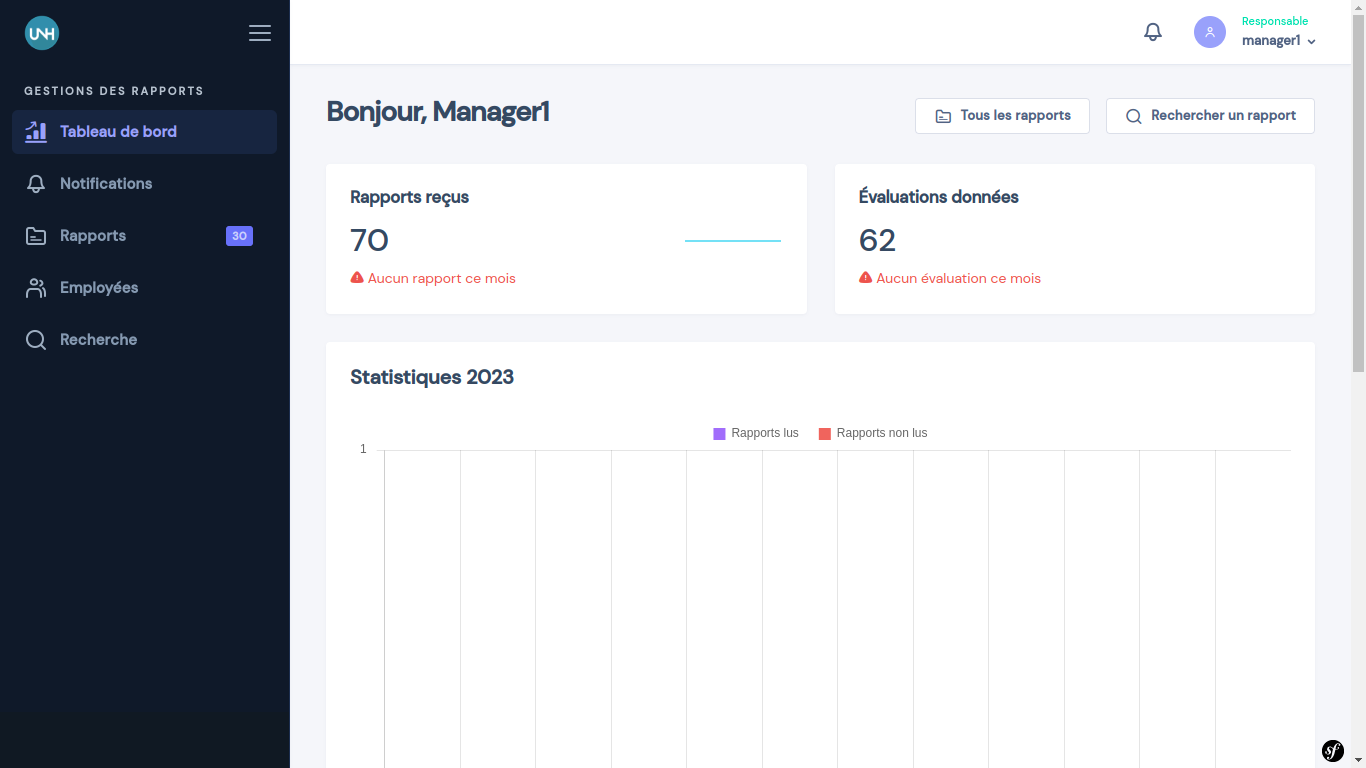 UNH
Responsable
manager1
GESTIONS DES RAPPORTS
Tableau de bord
Notifications
Rapports 30
Employées
Recherche
Bonjour, Manager1
Tous les rapports
Rechercher un rapport
Rapports reçus
70
Aucun rapport ce mois
Évaluations données
62
Aucun évaluation ce mois
Statistiques 2023
Rapports lus Rapports non lus
1
sf